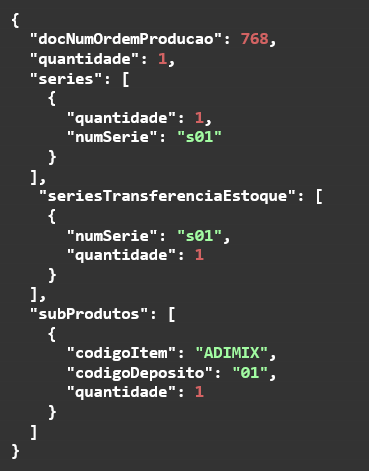 {
  "docNumOrdemProducao": 768,
  "quantidade": 1,
  "series": [
    {
      "quantidade": 1,
      "numSerie": "s01"
    }
  ],
   "seriesTransferenciaEstoque": [
    {
      "numSerie": "s01",
      "quantidade": 1
    }
  ],
  "subProdutos": [
    {
      "codigoItem": "ADIMIX",
      "codigoDeposito": "01",
      "quantidade": 1
    }
  ]
}